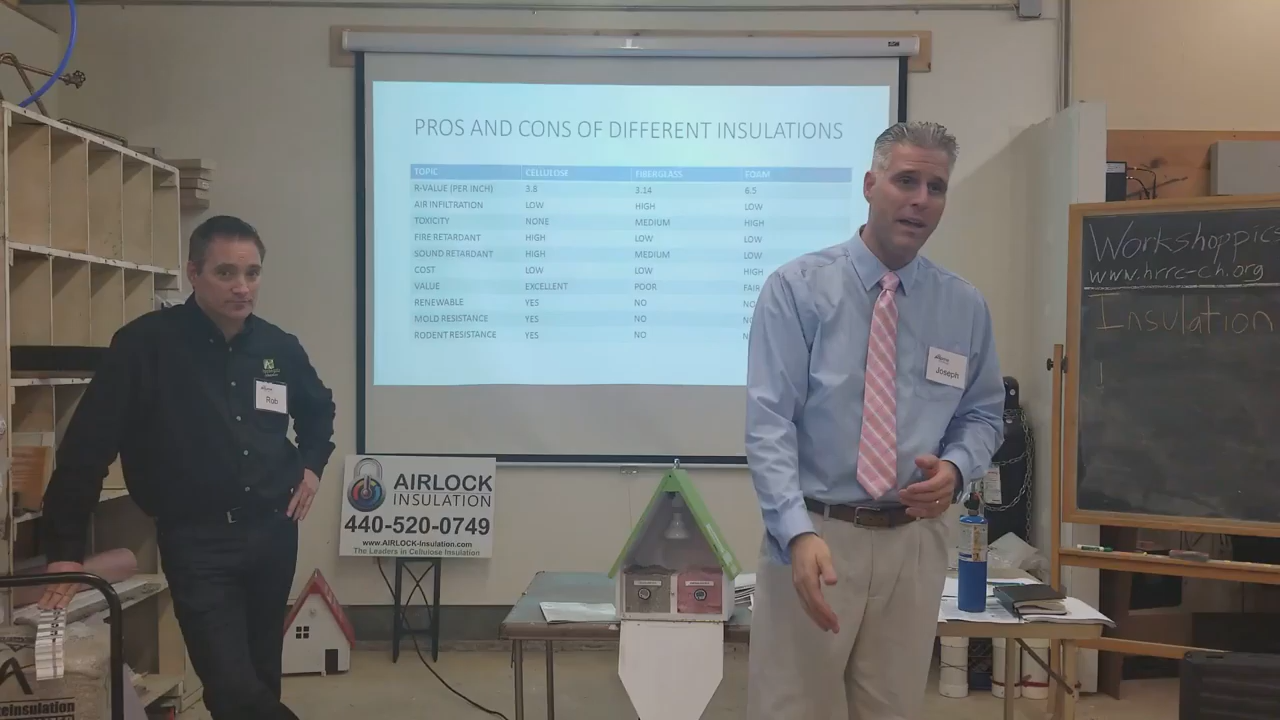 PROS AND CONS OF DIFFERENT INSULATIONS
TOPIC CELLULOSE FIBERGLASS FOAM
R-VALUE (PER INCH) 3.8 3.14 6.5
AIR INFILTRATION LOW HIGH LOW
TOXICITY NONE MEDIUM HIGH
FIRE RETARDANT HIGH LOW LOW
SOUND RETARDANT HIGH MEDIUM LOW
COST LOW LOW HIGH
VALUE EXCELLENT POOR FAIR
RENEWABLE YES NO NO
MOLD RESISTANCE YES NO
RODENT RESISTANCE YES NO
Workshoppics
www.hrrc-ch.org
Insulation
Joseph
Rob
AIRLOCK
INSULATION
440-520-0749
www.AIRLOCK-Insulation.com
The Leaders in Cellulose Insulation